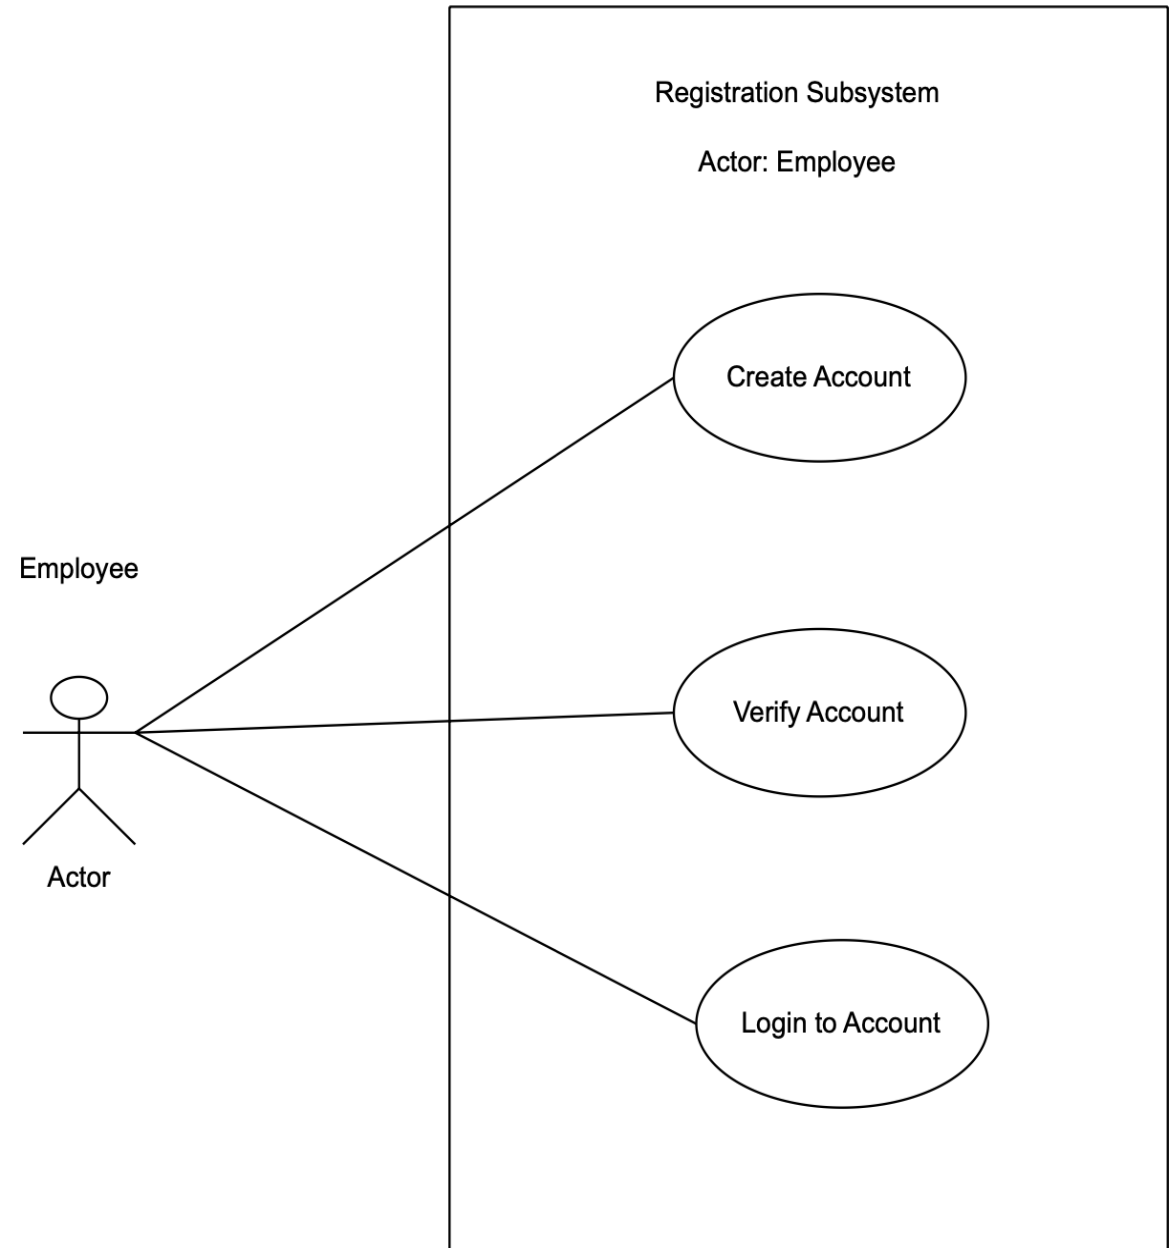 Registration Subsystem
Actor: Employee
Create Account
Employee
Verify Account
Actor
Login to Account